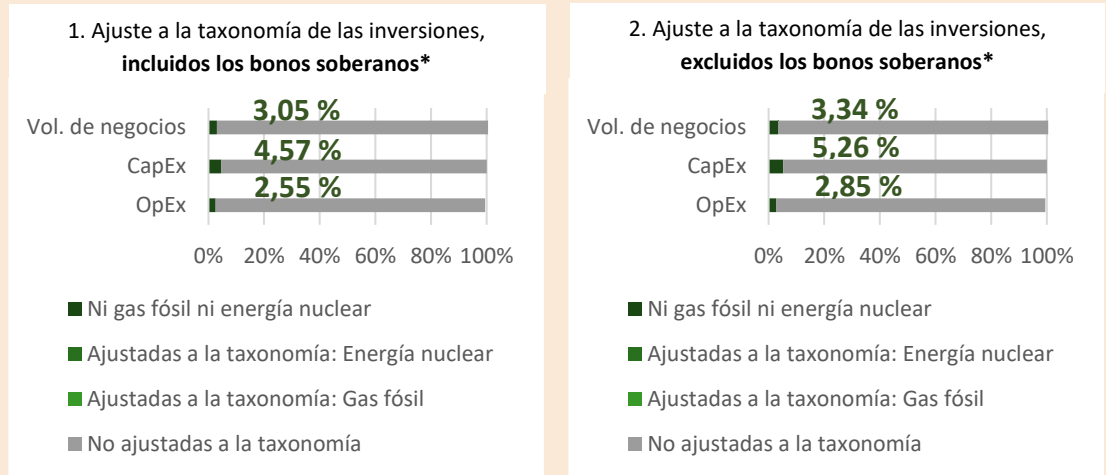 1. Ajuste a la taxonomía de las inversiones,
incluidos los bonos soberanos*
Vol. de negocios
3,05 %
CapEx
4,57 %
OpEx
2,55 %
0% 20% 40% 60% 80% 100%
Ni gas fósil ni energía nuclear
Ajustadas a la taxonomía: Energía nuclear
Ajustadas a la taxonomía: Gas fósil
No ajustadas a la taxonomía
2. Ajuste a la taxonomía de las inversiones,
excluidos los bonos soberanos*
Vol. de negocios
3,34 %
CapEx
5,26 %
OpEx
2,85 %
0% 20% 40% 60% 80% 100%
Ni gas fósil ni energía nuclear
Ajustadas a la taxonomía: Energía nuclear
Ajustadas a la taxonomía: Gas fósil
No ajustadas a la taxonomía